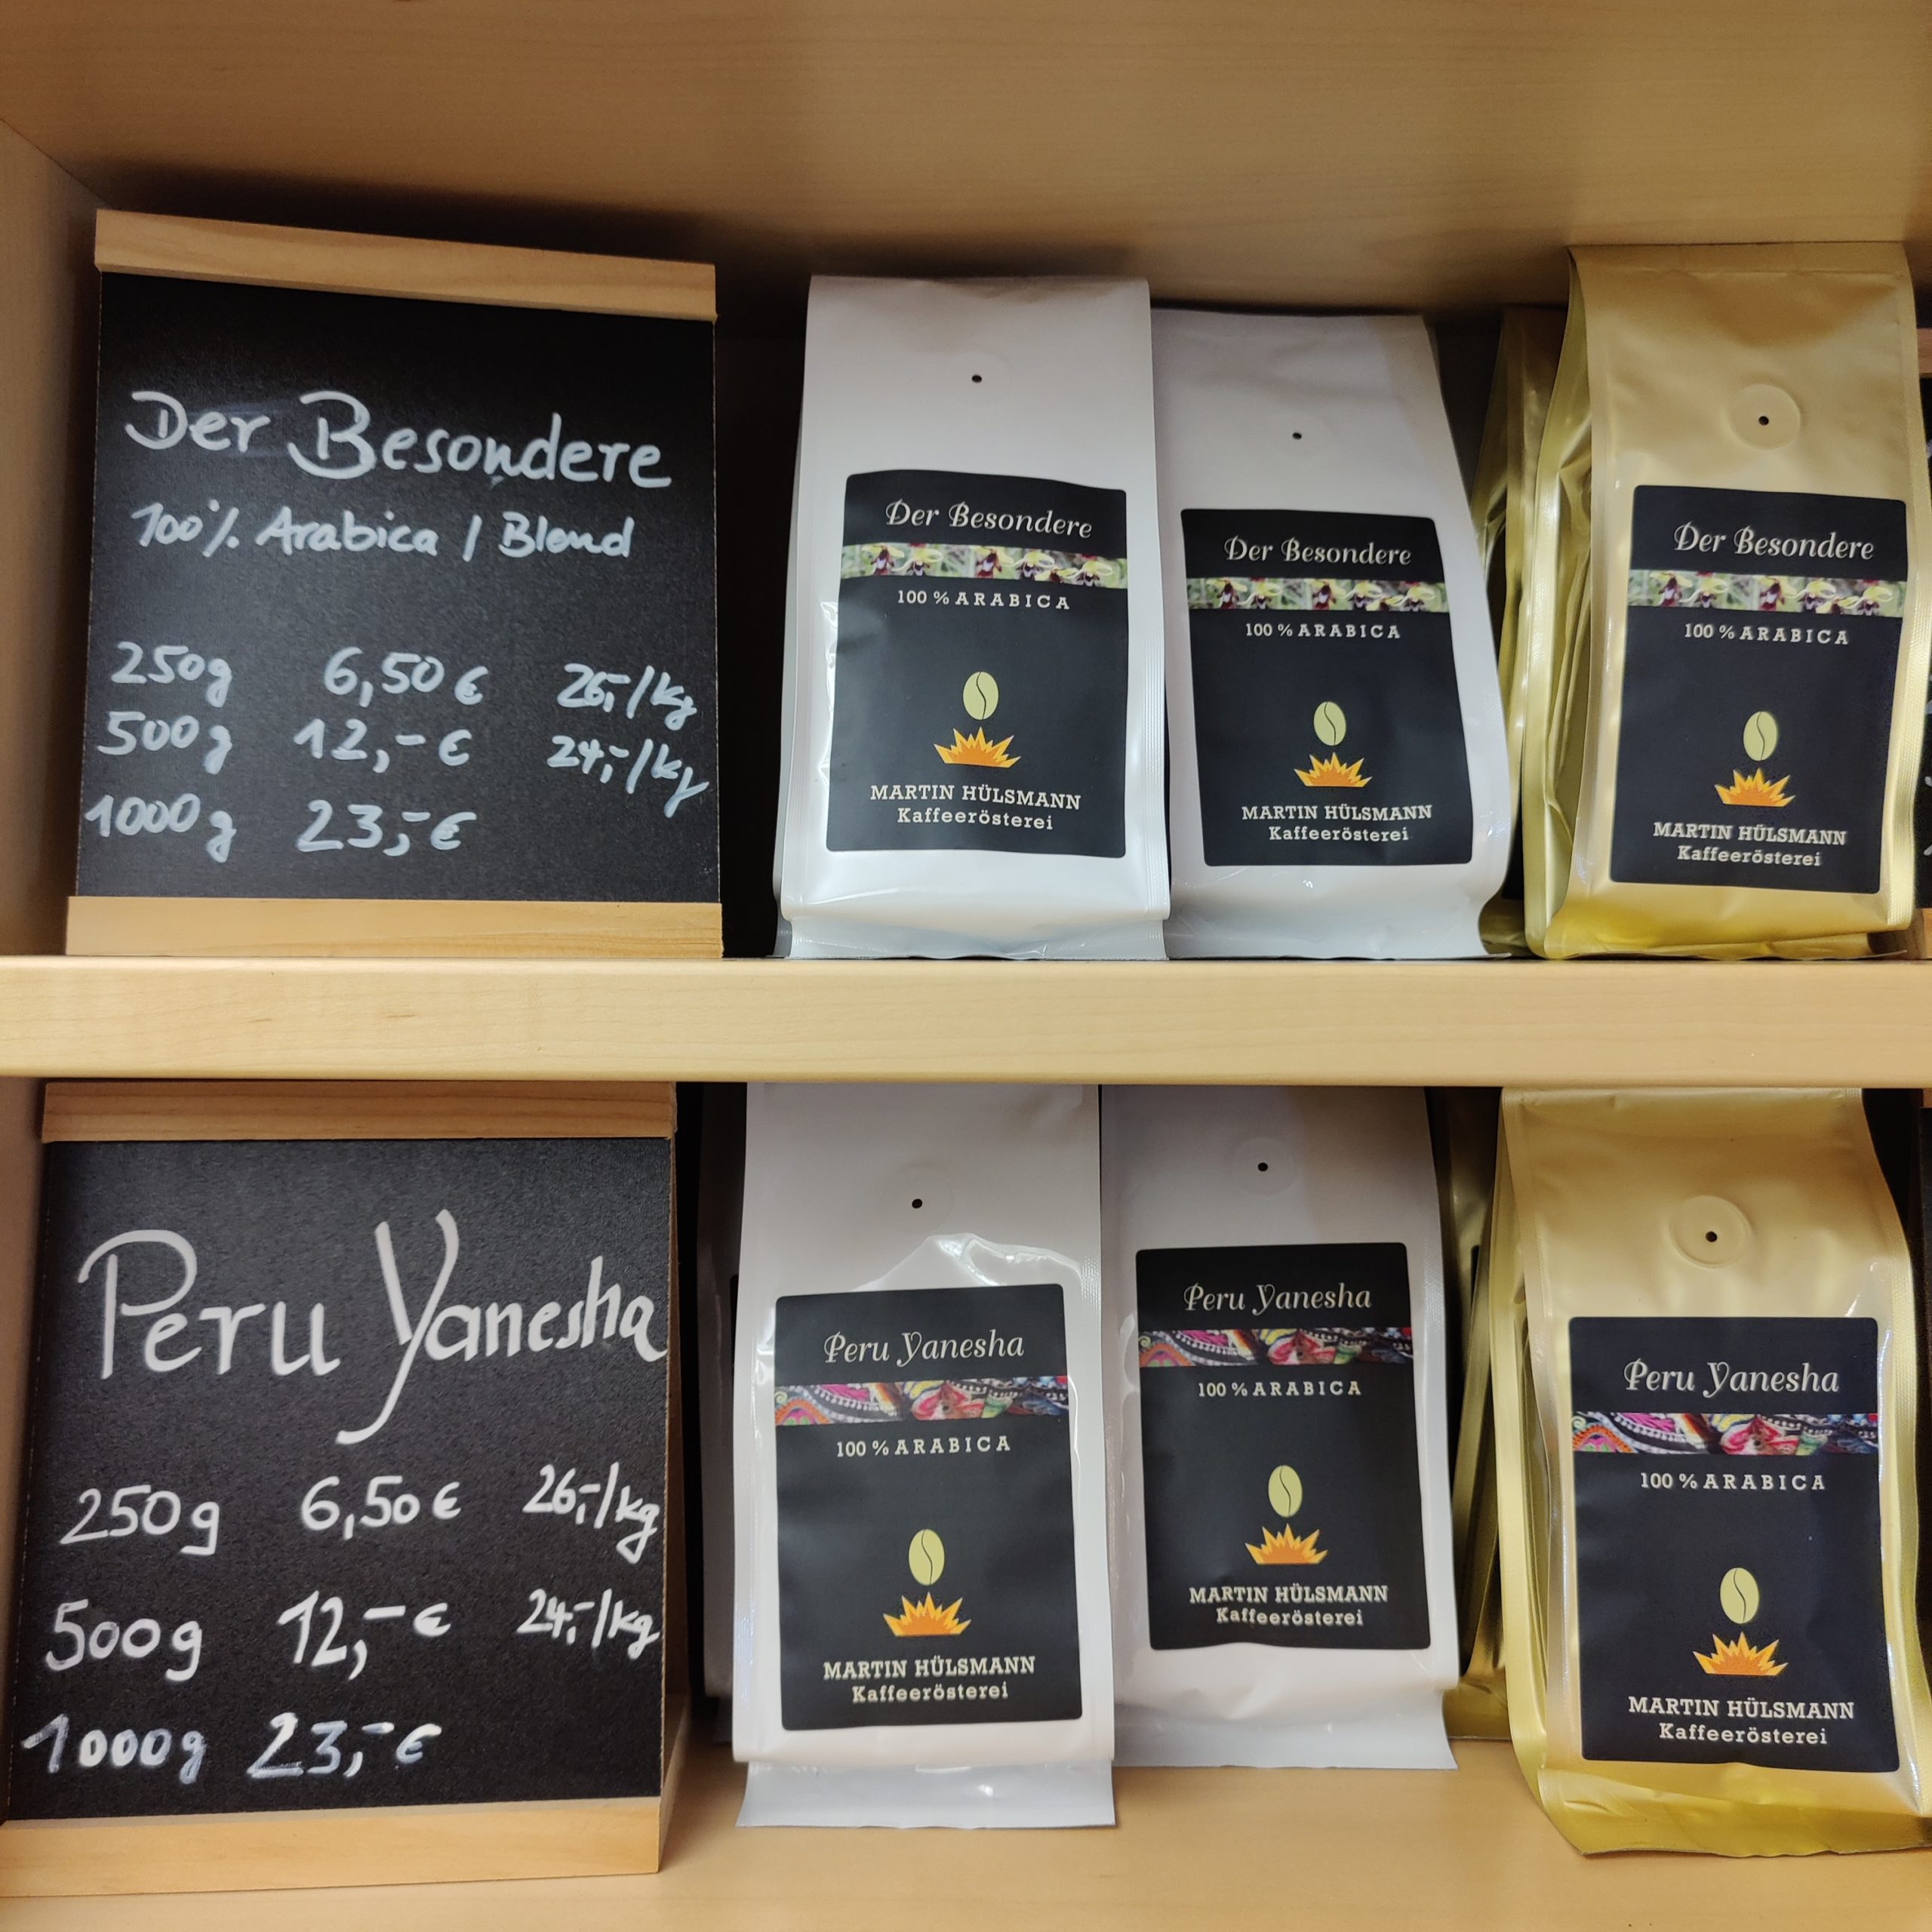 Der Besondere
100% Arabica / Blend
250g 6,50€ 26,-/kg
500g 12,-€ 24,-/kg
1000g 23,-€
Der Besondere
100 % ARABICA
MARTIN HÜLSMANN
Kaffeerösterei
Der Besondere
100 % ARABICA
MARTIN HÜLSMANN
Kaffeerösterei
Der Besondere
100 % ARABICA
MARTIN HÜLSMANN
Kaffeerösterei
Peru Yanesha
250g 6,50€ 26,-/kg
500g 12,-€ 24,-/kg
1000g 23,-€
Peru Yanesha
100 % ARABICA
MARTIN HÜLSMANN
Kaffeerösterei
Peru Yanesha
100 % ARABICA
MARTIN HÜLSMANN
Kaffeerösterei
Peru Yanesha
100 % ARABICA
MARTIN HÜLSMANN
Kaffeerösterei